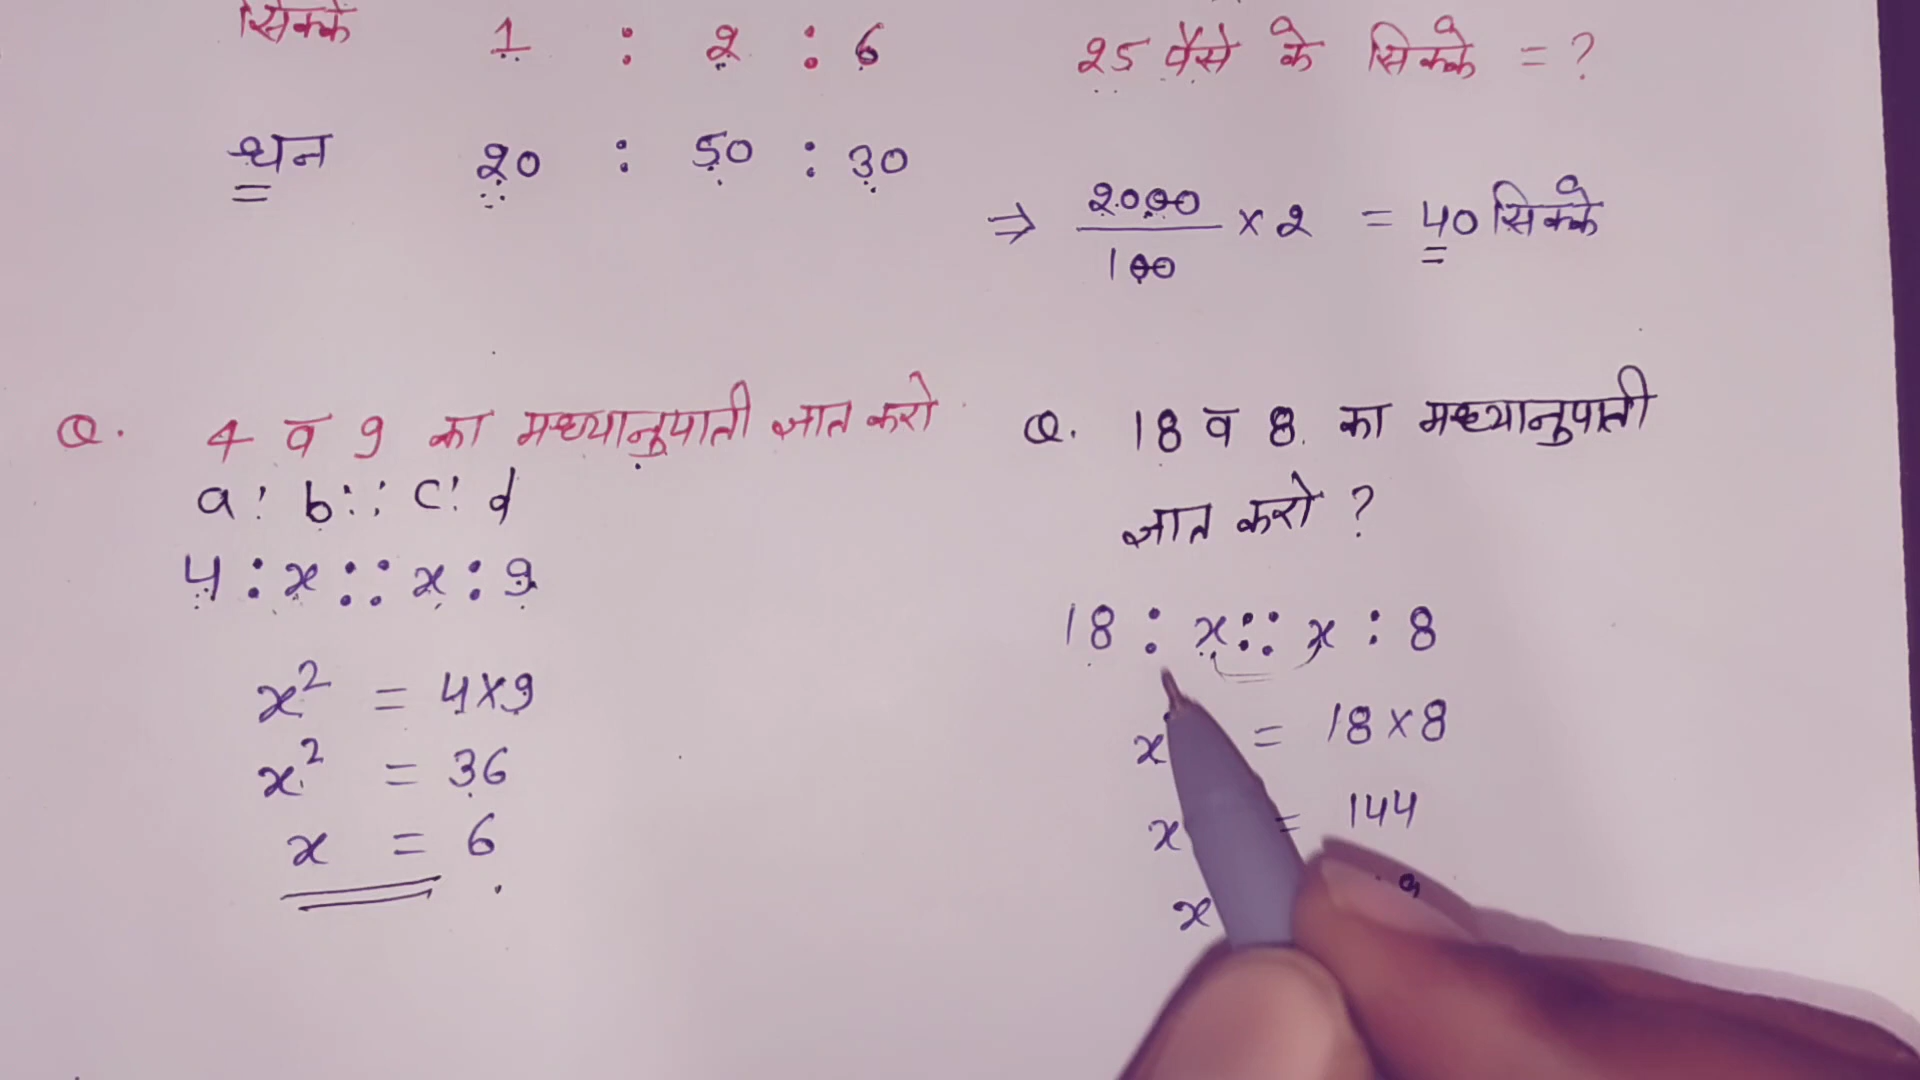 सिक्के 1 : 2 : 6
धन 20 : 50 : 30
25 पैसे के सिक्के = ?
⇒ 2000/100 × 2 = 40 सिक्के
Q. 4 व 9 का मध्यानुपाती ज्ञात करो
a : b :: c : d
4 : x :: x : 9
x² = 4×9
x² = 36
x = 6
Q. 18 व 8 का मध्यानुपाती
ज्ञात करो ?
18 : x :: x : 8
x = 18×8
x = 144
x